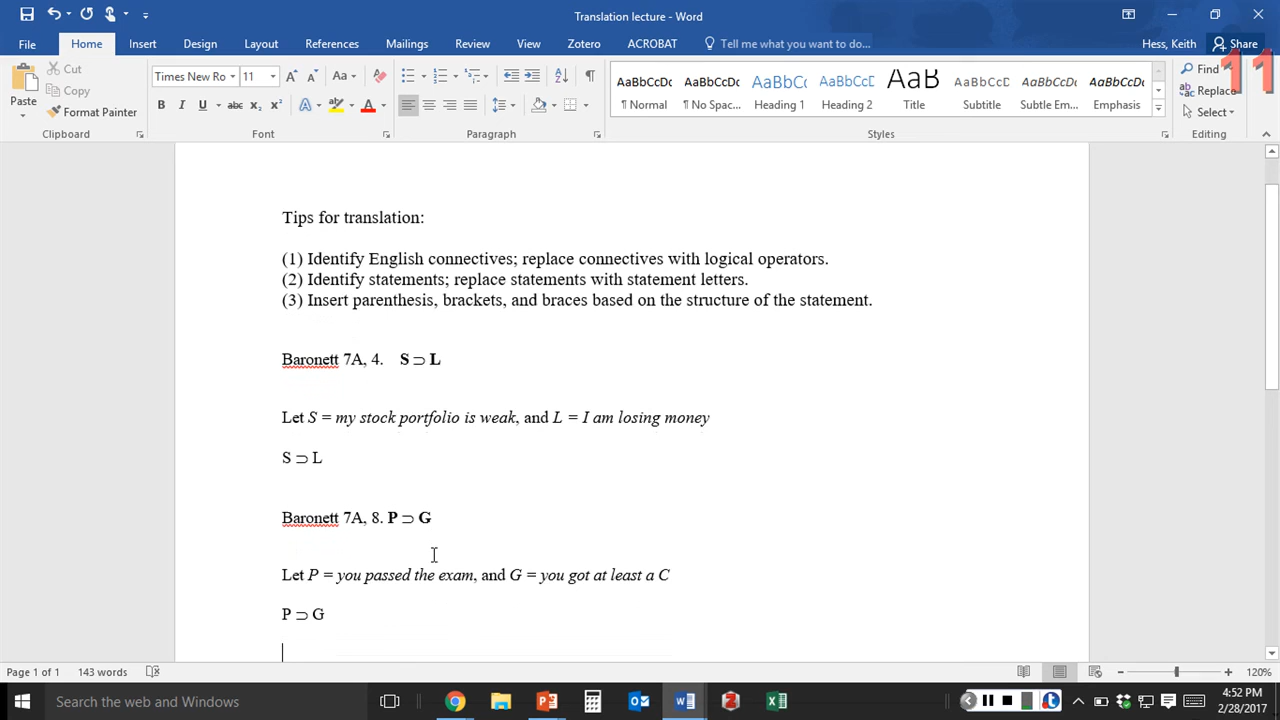 Translation lecture - Word
File Home Insert Design Layout References Mailings Review View Zotero ACROBAT Tell me what you want to do... Hess, Keith Share
11
Paste
Cut
Copy
Format Painter
Clipboard
Times New Ro 11
Aa
B I U abc x₂ x²
A
Font
Paragraph
AaBbCcDc AaBbCcDc AaBbCc AaBbCcD AaB AaBbCcD AaBbCcDc AaBbCcDc
¶ Normal ¶ No Spac... Heading 1 Heading 2 Title Subtitle Subtle Em... Emphasis
Styles
Find
Replace
Select
Editing
Tips for translation:
(1) Identify English connectives; replace connectives with logical operators.
(2) Identify statements; replace statements with statement letters.
(3) Insert parenthesis, brackets, and braces based on the structure of the statement.
Baronett 7A, 4. S ⊃ L
Let S = my stock portfolio is weak, and L = I am losing money
S ⊃ L
Baronett 7A, 8. P ⊃ G
Let P = you passed the exam, and G = you got at least a C
P ⊃ G
Page 1 of 1 143 words 120%
Search the web and Windows
4:52 PM
2/28/2017